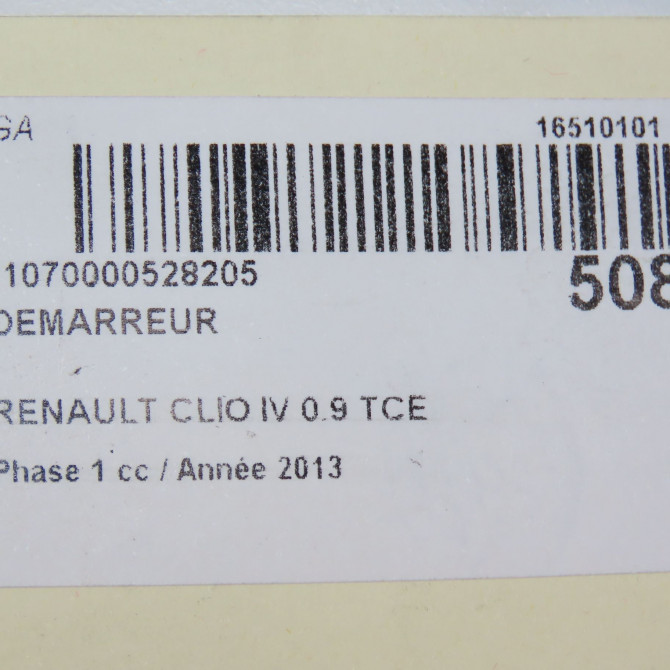 GA 16510101
1070000528205 508
DEMARREUR
RENAULT CLIO IV 0.9 TCE
Phase 1 cc / Année 2013